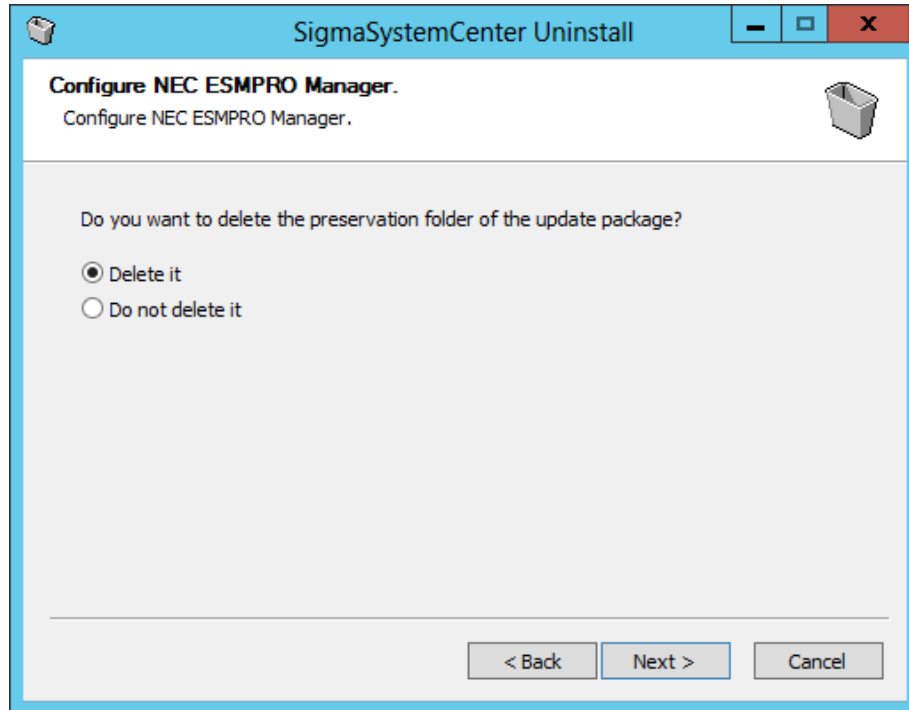 SigmaSystemCenter Uninstall
x
Configure NEC ESMPRO Manager.
Configure NEC ESMPRO Manager.
Do you want to delete the preservation folder of the update package?
Delete it
Do not delete it
< Back Next > Cancel